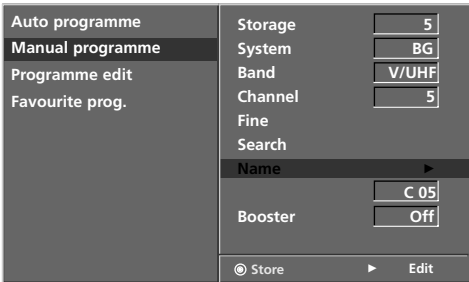 Auto programme
Manual programme
Programme edit
Favourite prog.
Storage 5
System BG
Band V/UHF
Channel 5
Fine
Search
Name ►
C 05
Booster Off
◉ Store ► Edit